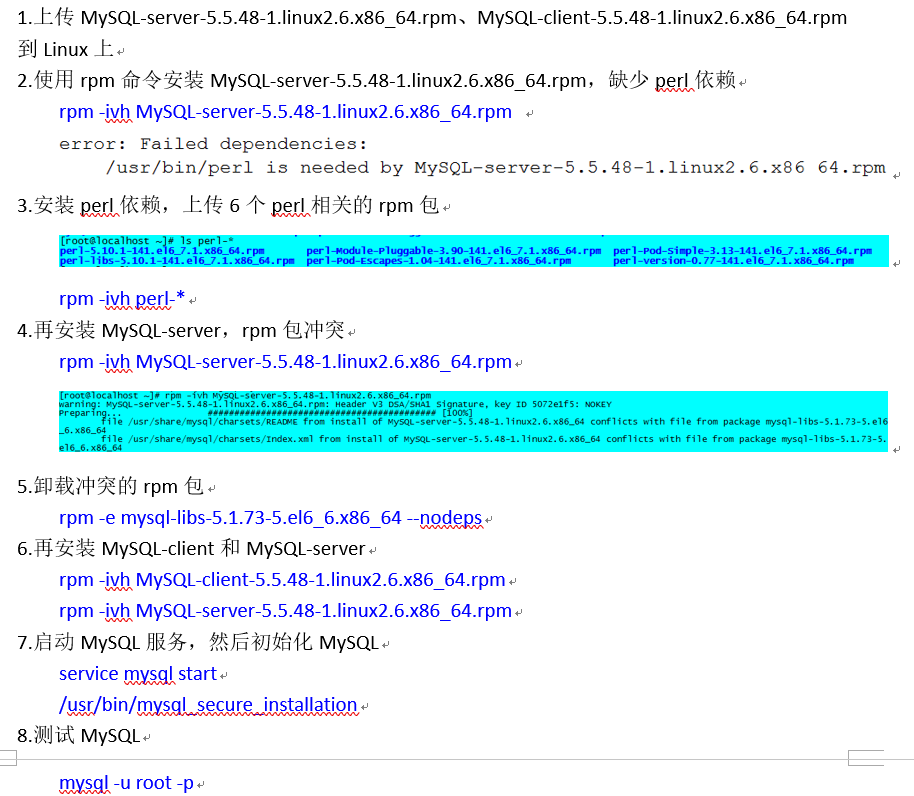 1.上传 MySQL-server-5.5.48-1.linux2.6.x86_64.rpm、MySQL-client-5.5.48-1.linux2.6.x86_64.rpm
到 Linux 上
2.使用 rpm 命令安装 MySQL-server-5.5.48-1.linux2.6.x86_64.rpm，缺少 perl 依赖
rpm -ivh MySQL-server-5.5.48-1.linux2.6.x86_64.rpm
error: Failed dependencies:
/usr/bin/perl is needed by MySQL-server-5.5.48-1.linux2.6.x86 64.rpm
3.安装 perl 依赖，上传 6 个 perl 相关的 rpm 包
[root@localhost ~]# ls perl-*
perl-5.10.1-141.el6_7.1.x86_64.rpm perl-Module-Pluggable-3.90-141.el6_7.1.x86_64.rpm perl-Pod-Simple-3.13-141.el6_7.1.x86_64.rpm
perl-libs-5.10.1-141.el6_7.1.x86_64.rpm perl-Pod-Escapes-1.04-141.el6_7.1.x86_64.rpm perl-version-0.77-141.el6_7.1.x86_64.rpm
rpm -ivh perl-*
4.再安装 MySQL-server，rpm 包冲突
rpm -ivh MySQL-server-5.5.48-1.linux2.6.x86_64.rpm
[root@localhost ~]# rpm -ivh MySQL-server-5.5.48-1.linux2.6.x86_64.rpm
warning: MySQL-server-5.5.48-1.linux2.6.x86_64.rpm: Header V3 DSA/SHA1 Signature, key ID 5072e1f5: NOKEY
Preparing... ########################################### [100%]
file /usr/share/mysql/charsets/README from install of MySQL-server-5.5.48-1.linux2.6.x86_64 conflicts with file from package mysql-libs-5.1.73-5.el6
_6.x86_64
file /usr/share/mysql/charsets/Index.xml from install of MySQL-server-5.5.48-1.linux2.6.x86_64 conflicts with file from package mysql-libs-5.1.73-5.
el6_6.x86_64
5.卸载冲突的 rpm 包
rpm -e mysql-libs-5.1.73-5.el6_6.x86_64 --nodeps
6.再安装 MySQL-client 和 MySQL-server
rpm -ivh MySQL-client-5.5.48-1.linux2.6.x86_64.rpm
rpm -ivh MySQL-server-5.5.48-1.linux2.6.x86_64.rpm
7.启动 MySQL 服务，然后初始化 MySQL
service mysql start
/usr/bin/mysql_secure_installation
8.测试 MySQL
mysql -u root -p